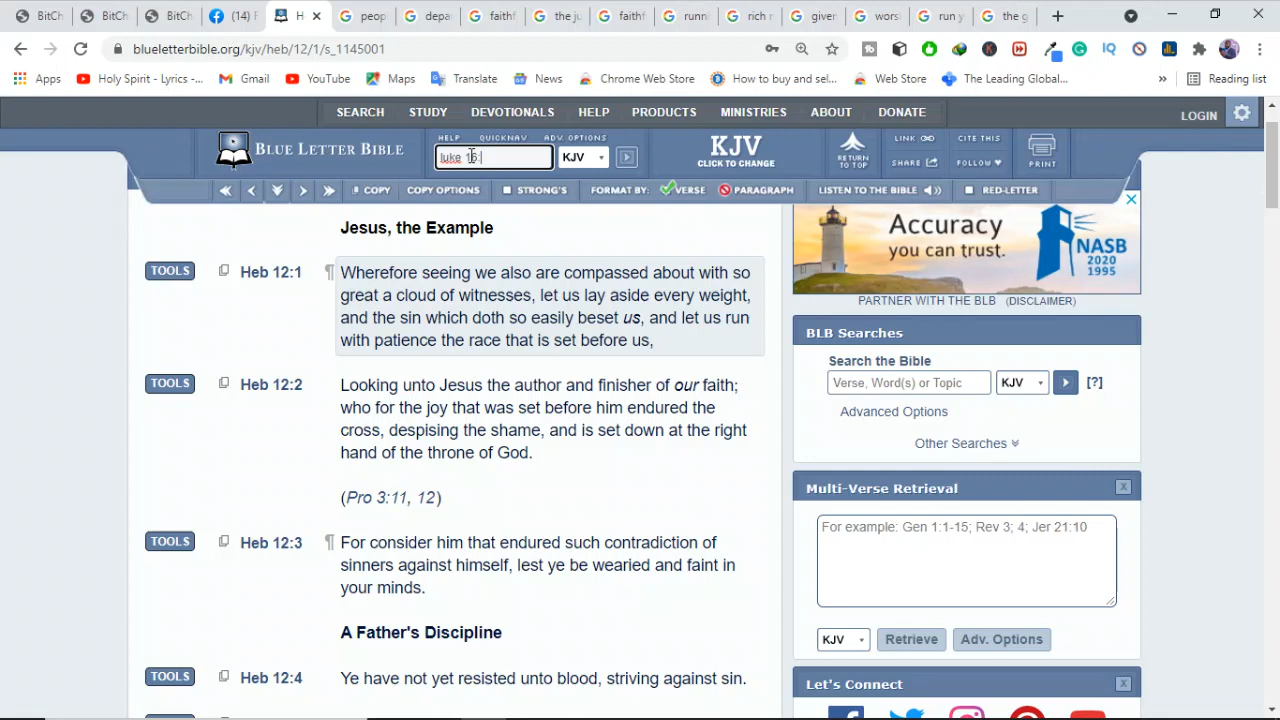 BitCh
BitCh
BitCh
(14) F
H
peop
depa
faithf
the ju
faithf
runni
rich r
given
wors
run y
the g
blueletterbible.org/kjv/heb/12/1/s_1145001
Apps
Holy Spirit - Lyrics -...
Gmail
YouTube
Maps
Translate
News
Chrome Web Store
How to buy and sel...
Web Store
The Leading Global...
Reading list
SEARCH
STUDY
DEVOTIONALS
HELP
PRODUCTS
MINISTRIES
ABOUT
DONATE
LOGIN
BLUE LETTER BIBLE
HELP
QUICKNAV
ADV. OPTIONS
KJV
KJV
CLICK TO CHANGE
RETURN
TO TOP
LINK
CITE THIS
SHARE
FOLLOW
PRINT
COPY
COPY OPTIONS
STRONG'S
FORMAT BY:
VERSE
PARAGRAPH
LISTEN TO THE BIBLE
RED-LETTER
Jesus, the Example
TOOLS
Heb 12:1
¶ Wherefore seeing we also are compassed about with so
great a cloud of witnesses, let us lay aside every weight,
and the sin which doth so easily beset us, and let us run
with patience the race that is set before us,
TOOLS
Heb 12:2
Looking unto Jesus the author and finisher of our faith;
who for the joy that was set before him endured the
cross, despising the shame, and is set down at the right
hand of the throne of God.
(Pro 3:11, 12)
TOOLS
Heb 12:3
¶ For consider him that endured such contradiction of
sinners against himself, lest ye be wearied and faint in
your minds.
A Father's Discipline
TOOLS
Heb 12:4
Ye have not yet resisted unto blood, striving against sin.
Accuracy
you can trust.
NASB
2020
1995
PARTNER WITH THE BLB (DISCLAIMER)
BLB Searches
Search the Bible
Verse, Word(s) or Topic
KJV
[?]
Advanced Options
Other Searches
Multi-Verse Retrieval
For example: Gen 1:1-15; Rev 3; 4; Jer 21:10
KJV
Retrieve
Adv. Options
Let's Connect